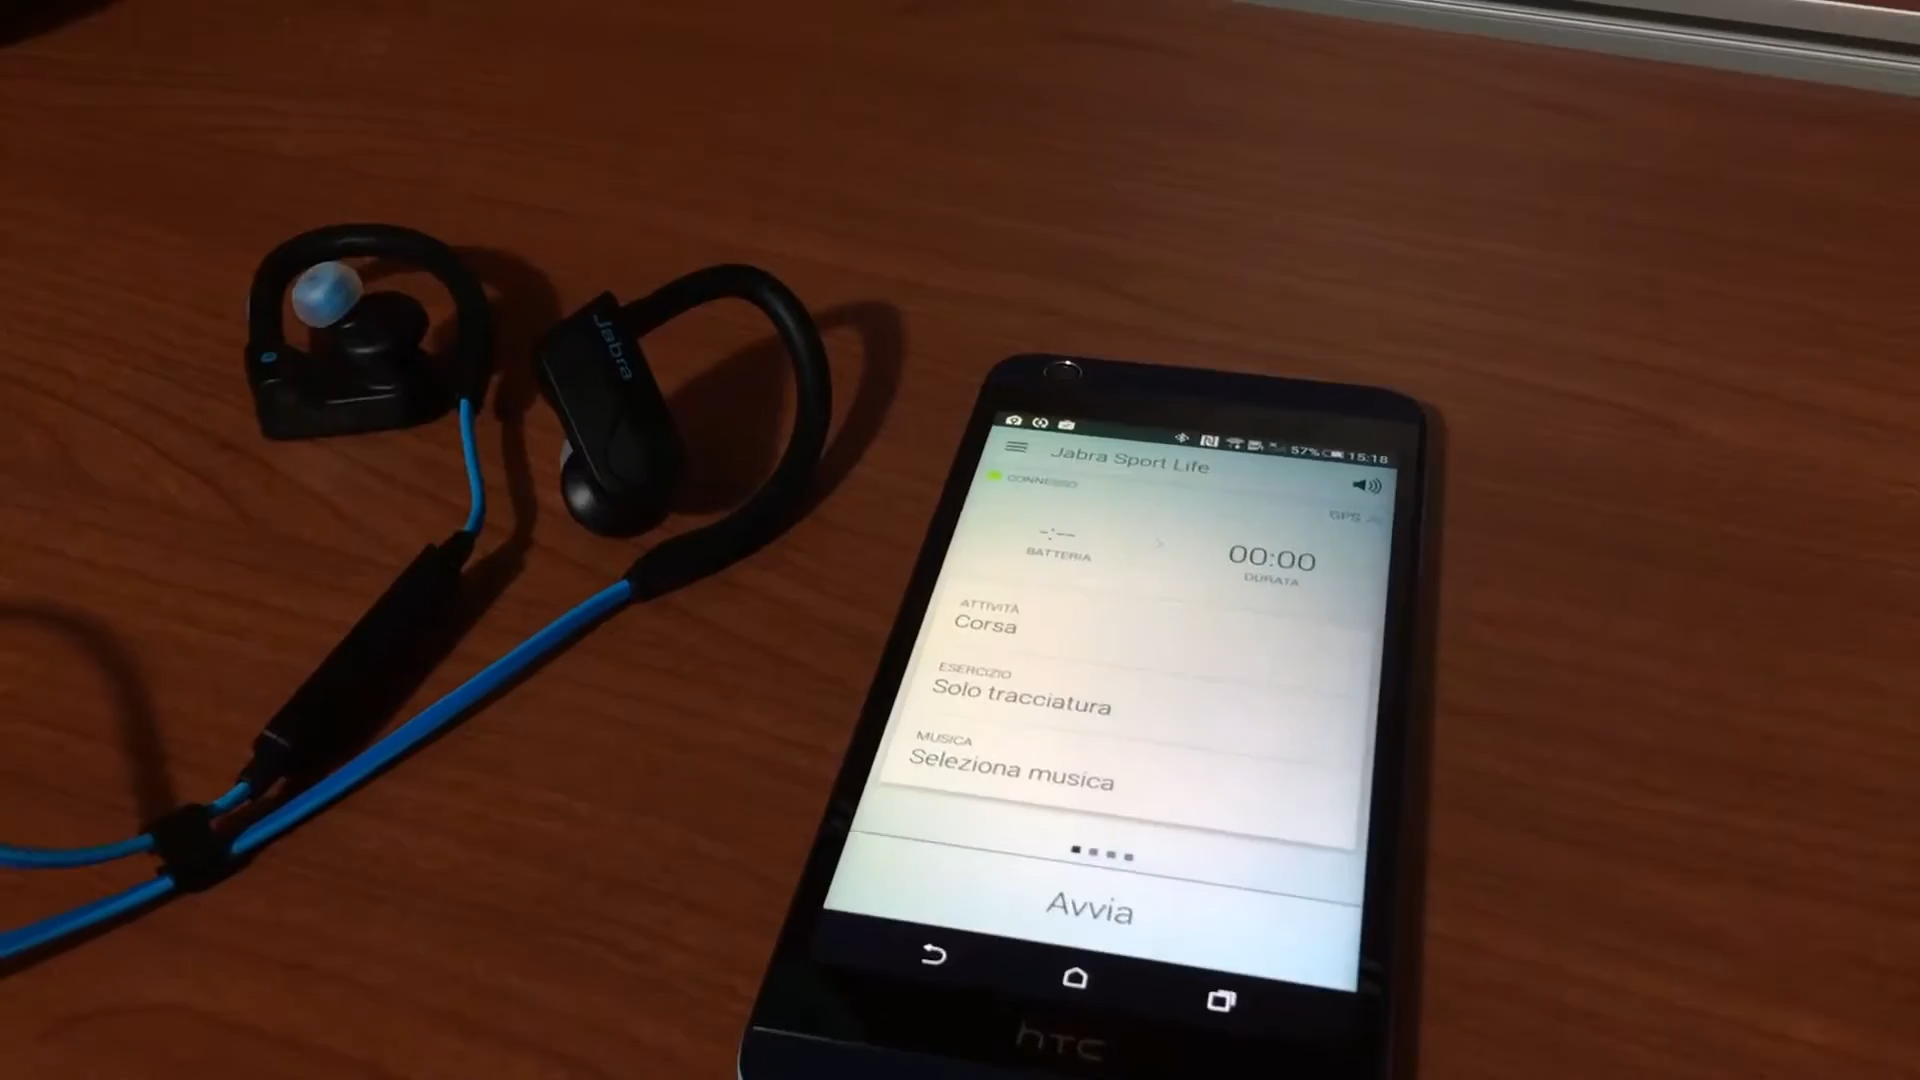 Jabra
57% 15:18
Jabra Sport Life
CONNESSO
GPS
-:--
BATTERIA
00:00
DURATA
ATTIVITÀ
Corsa
ESERCIZIO
Solo tracciatura
MUSICA
Seleziona musica
Avvia
hTC